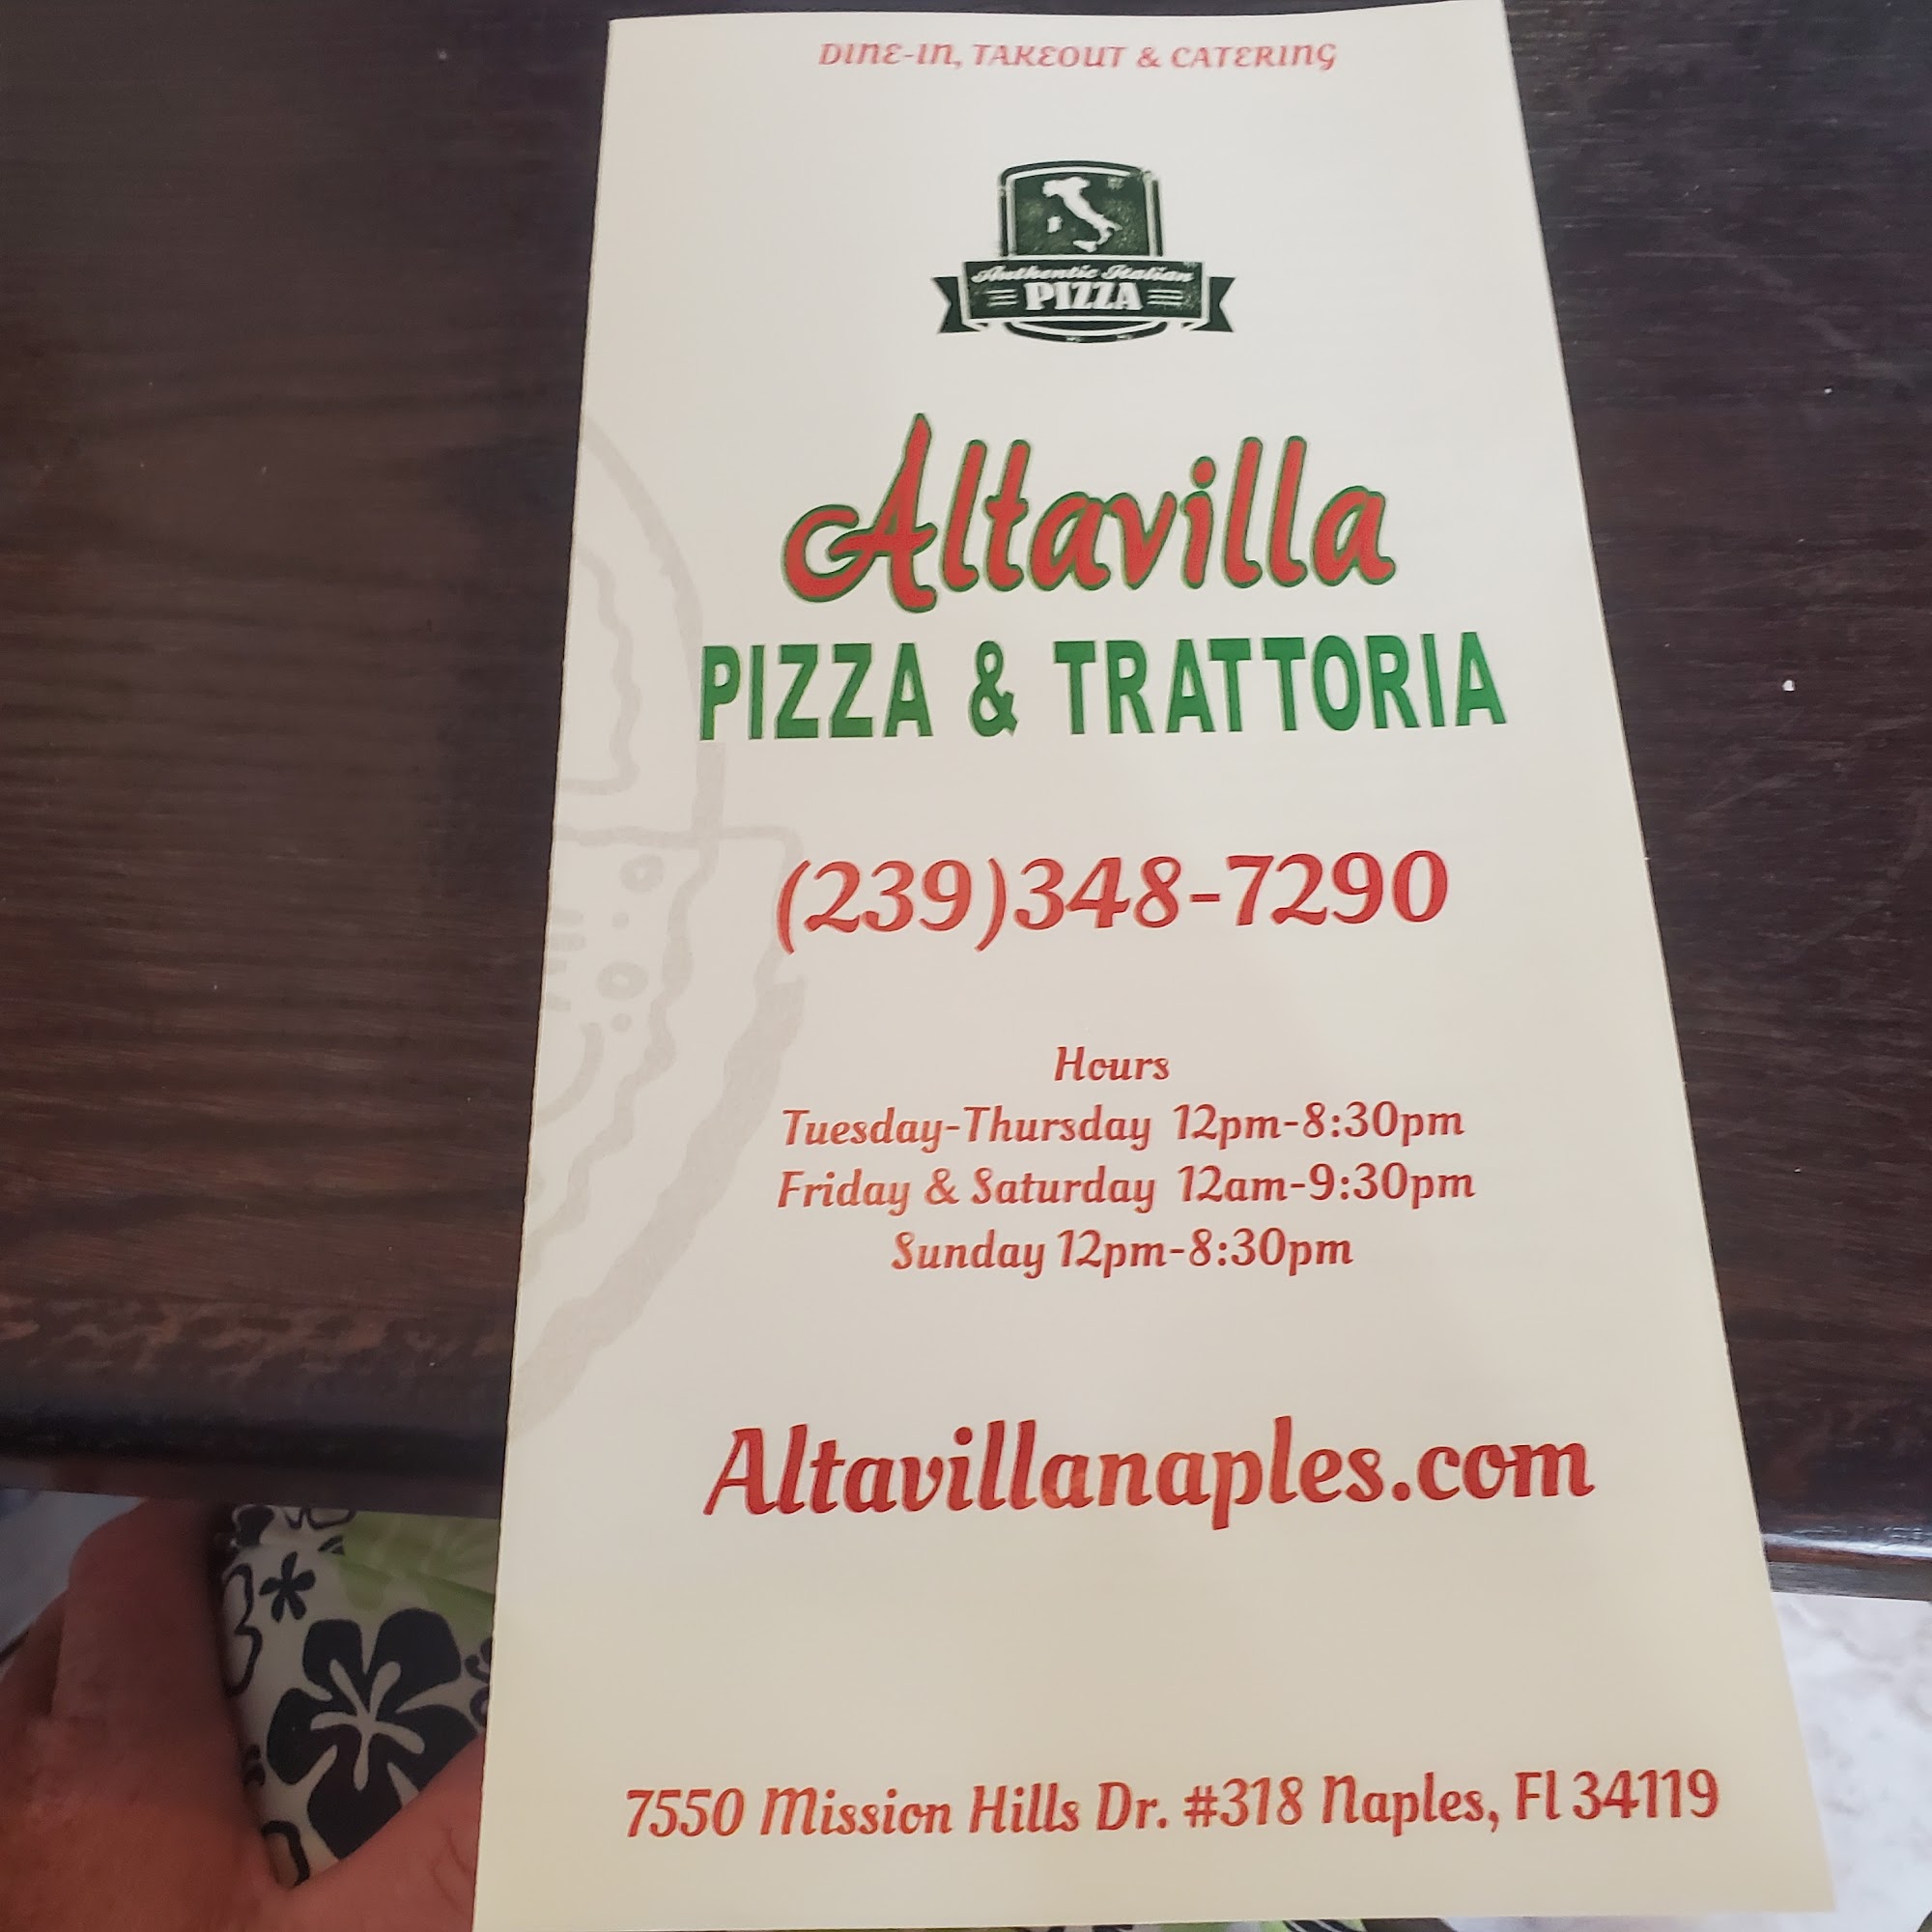 DINE-IN, TAKEOUT & CATERING
Authentic Italian
PIZZA
Altavilla
PIZZA & TRATTORIA
(239)348-7290
Hours
Tuesday-Thursday 12pm-8:30pm
Friday & Saturday 12am-9:30pm
Sunday 12pm-8:30pm
Altavillanaples.com
7550 Mission Hills Dr. #318 Naples, Fl 34119